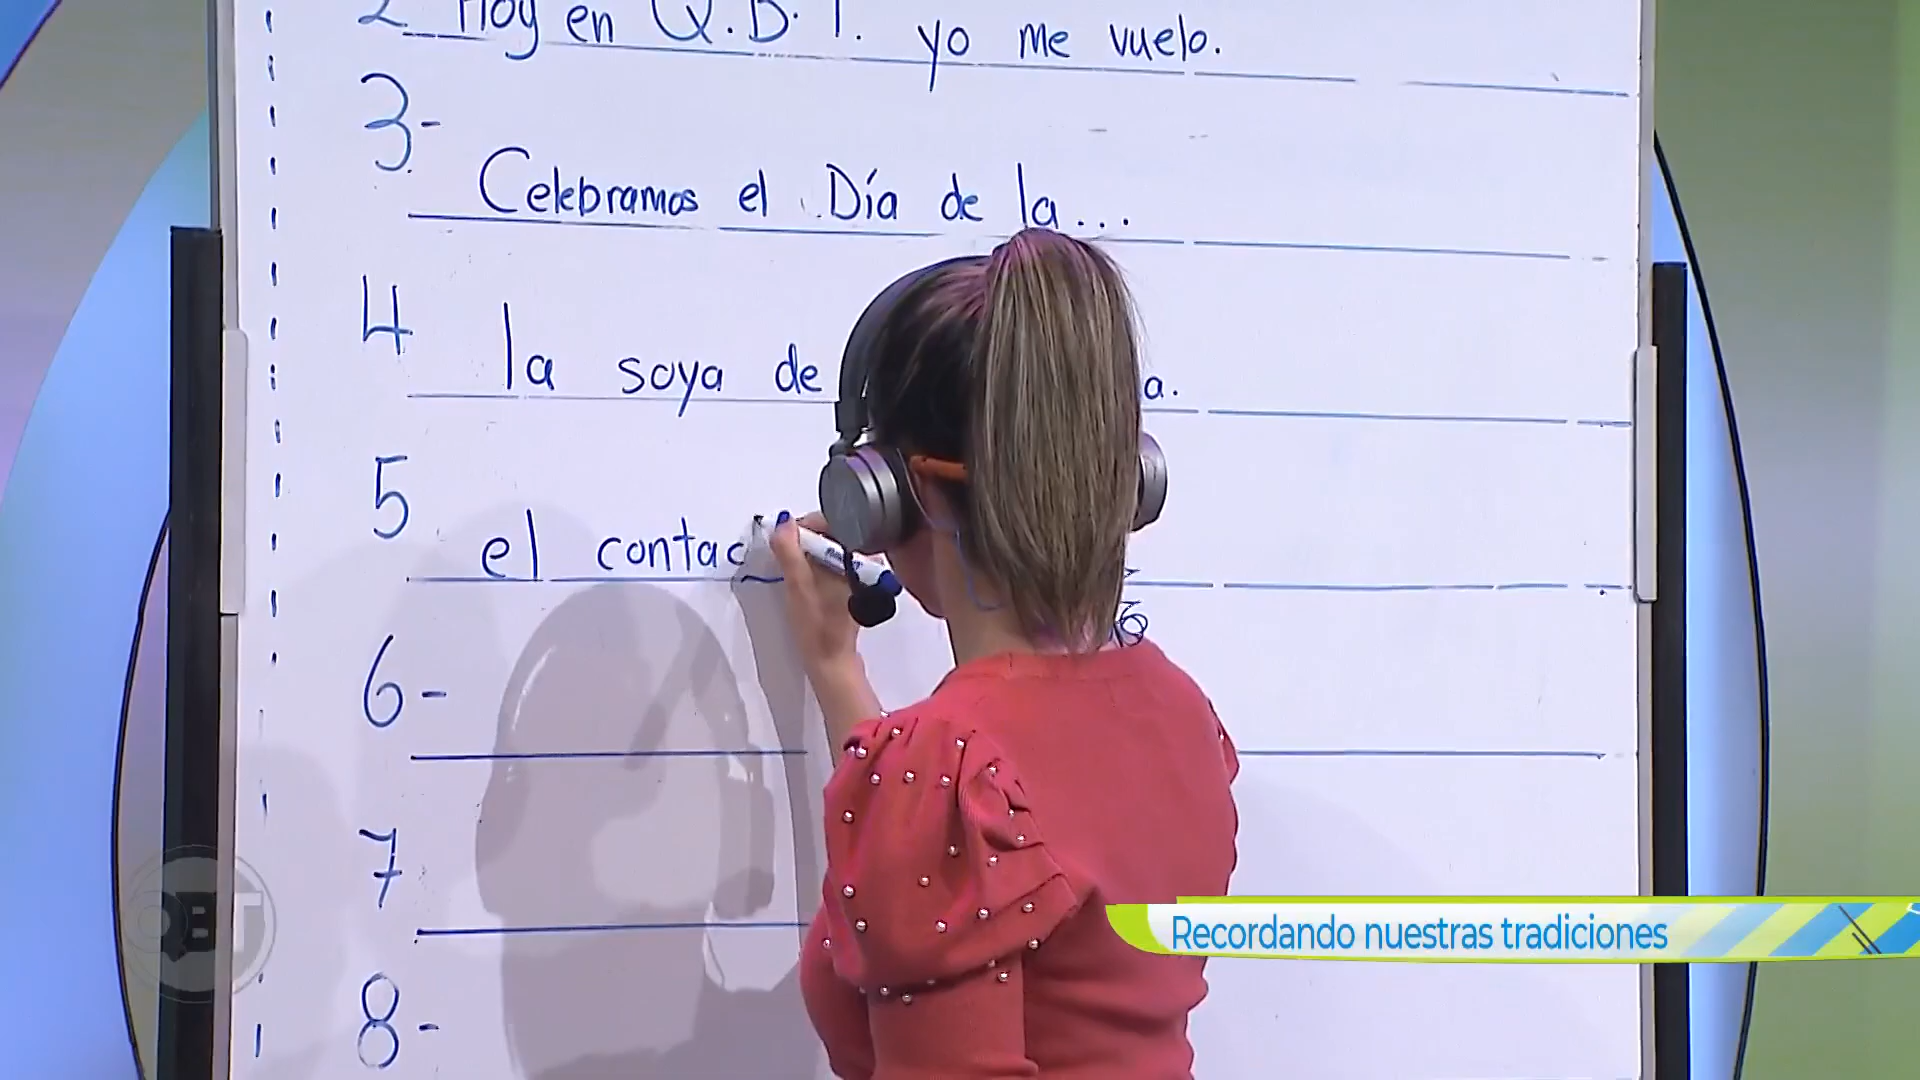 2 Hoy en Q.B.T. yo me vuelo.
3- Celebramos el Día de la...
4 la soya de a.
5 el contac
6-
7
8-
QBT
Recordando nuestras tradiciones